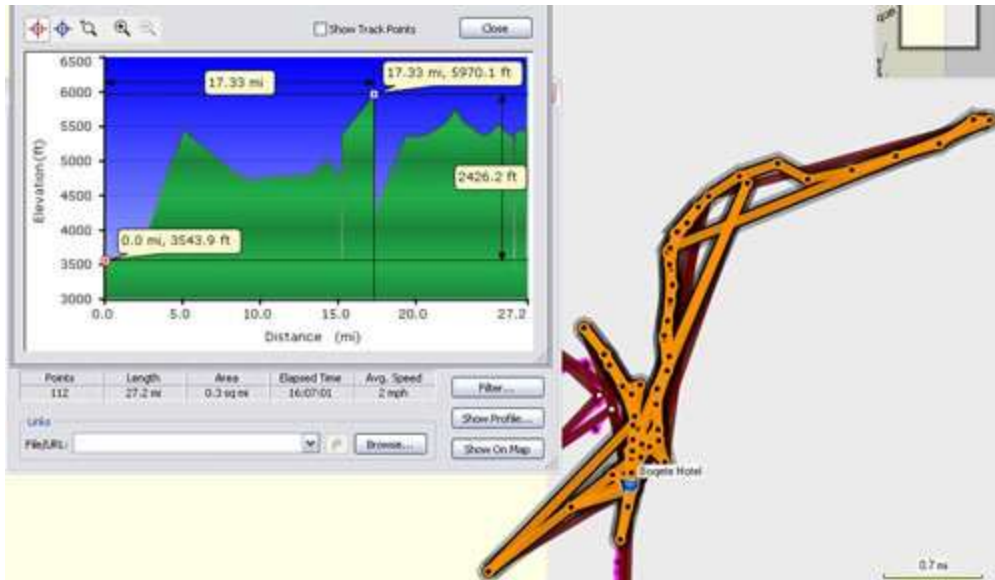 Show Track Points
Close
6500
6000
5500
5000
4500
4000
3500
3000
Elevation(ft)
17.33 mi
17.33 mi, 5970.1 ft
2426.2 ft
0.0 mi, 3543.9 ft
0.0
5.0
10.0
15.0
20.0
27.2
Distance (mi)
Points
Length
Area
Elapsed Time
Avg. Speed
112
27.2 mi
0.3 sq mi
16:07:01
2 mph
Filter...
Show Profile...
Show On Map
Links
File/URL:
Browse...
Hotel
0.7 mi